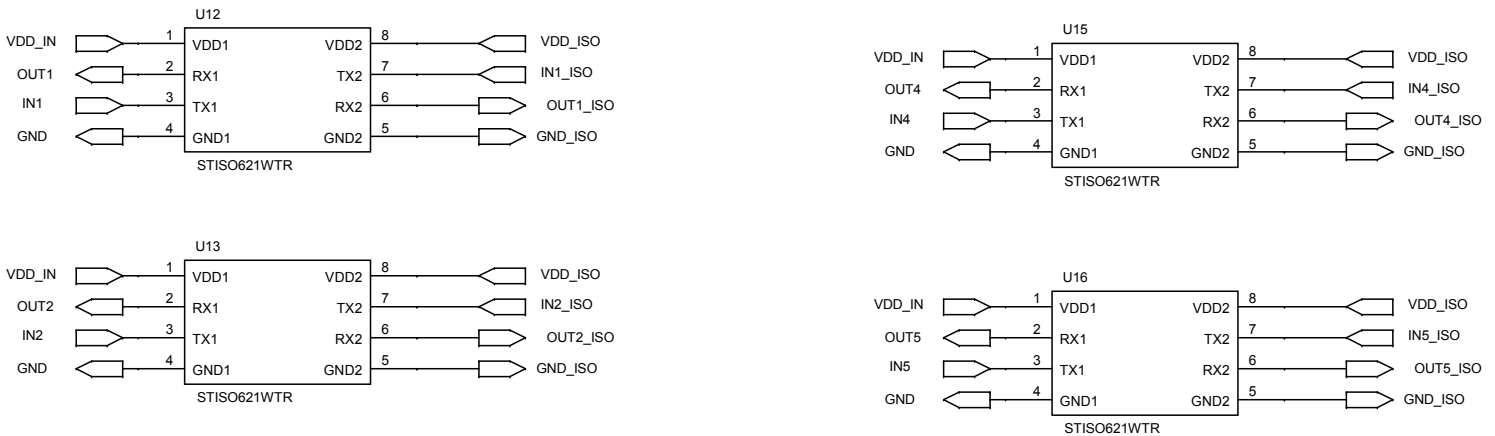 U12
VDD_IN 1 VDD1 VDD2 8 VDD_ISO
OUT1 2 RX1 TX2 7 IN1_ISO
IN1 3 TX1 RX2 6 OUT1_ISO
GND 4 GND1 GND2 5 GND_ISO
STISO621WTR
U15
VDD_IN 1 VDD1 VDD2 8 VDD_ISO
OUT4 2 RX1 TX2 7 IN4_ISO
IN4 3 TX1 RX2 6 OUT4_ISO
GND 4 GND1 GND2 5 GND_ISO
STISO621WTR
U13
VDD_IN 1 VDD1 VDD2 8 VDD_ISO
OUT2 2 RX1 TX2 7 IN2_ISO
IN2 3 TX1 RX2 6 OUT2_ISO
GND 4 GND1 GND2 5 GND_ISO
STISO621WTR
U16
VDD_IN 1 VDD1 VDD2 8 VDD_ISO
OUT5 2 RX1 TX2 7 IN5_ISO
IN5 3 TX1 RX2 6 OUT5_ISO
GND 4 GND1 GND2 5 GND_ISO
STISO621WTR